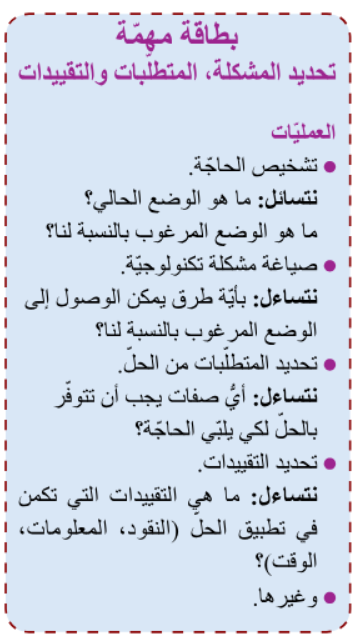 بطاقة مهمّة
تحديد المشكلة، المتطلّبات والتقييدات
العمليّات
● تشخيص الحاجّة.
نتسائل: ما هو الوضع الحالي؟
ما هو الوضع المرغوب بالنسبة لنا؟
● صياغة مشكلة تكنولوجيّة.
نتساءل: بأيّة طرق يمكن الوصول إلى
الوضع المرغوب بالنسبة لنا؟
● تحديد المتطلّبات من الحلّ.
نتساءل: أيُّ صفات يجب أن تتوفّر
بالحلّ لكي يلبّي الحاجّة؟
● تحديد التقييدات.
نتساءل: ما هي التقييدات التي تكمن
في تطبيق الحلّ (النقود، المعلومات،
الوقت)؟
● وغيرها.